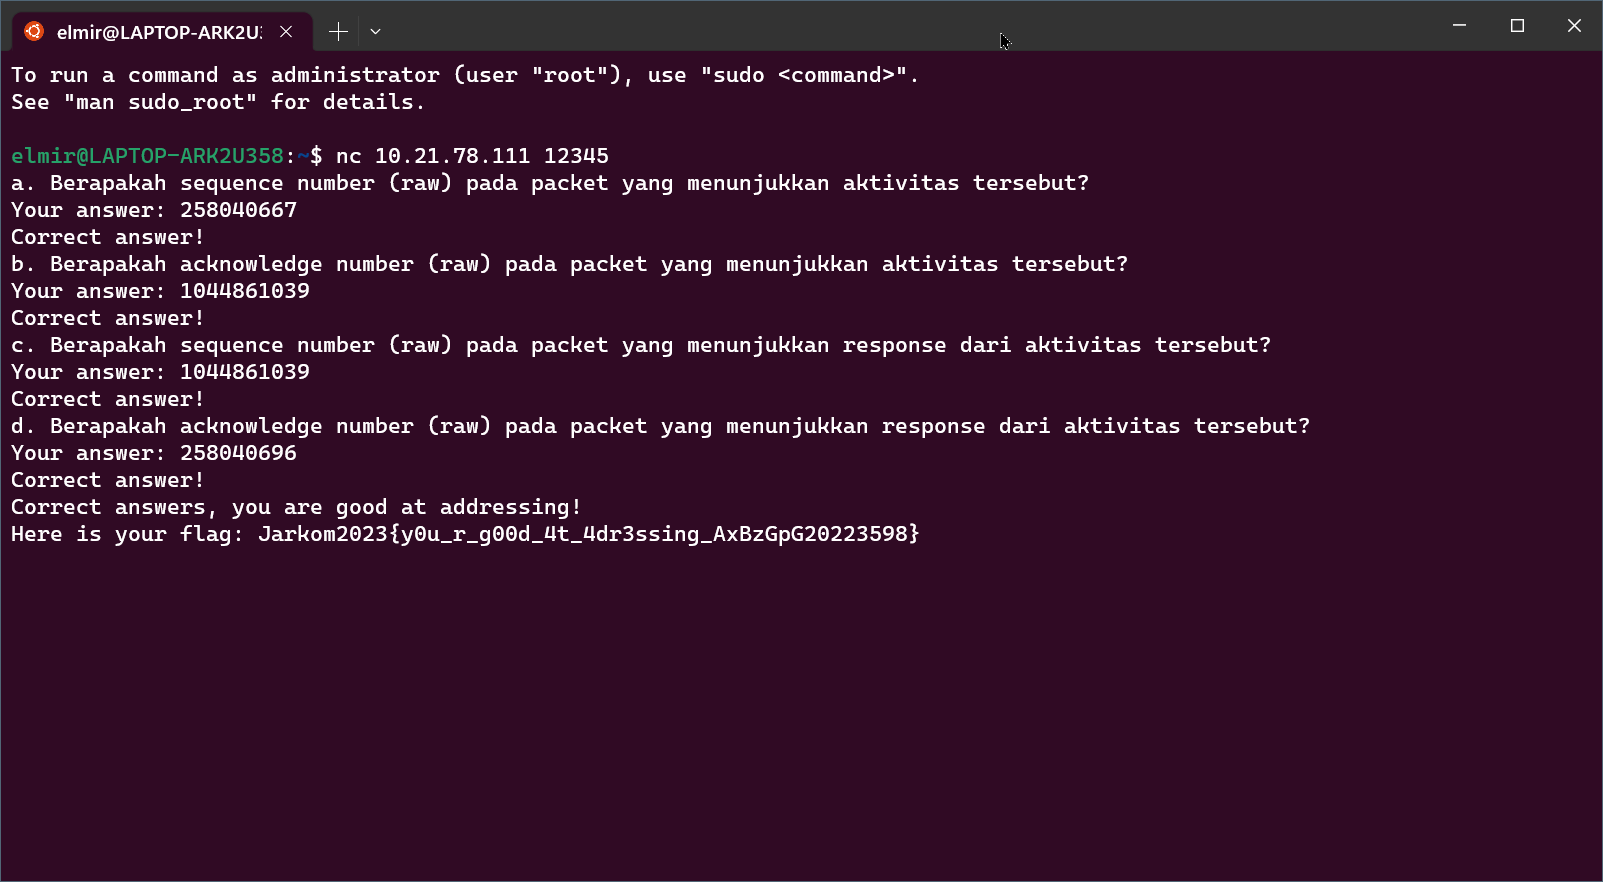 elmir@LAPTOP-ARK2U
To run a command as administrator (user "root"), use "sudo <command>".
See "man sudo_root" for details.
elmir@LAPTOP-ARK2U358:~$ nc 10.21.78.111 12345
a. Berapakah sequence number (raw) pada packet yang menunjukkan aktivitas tersebut?
Your answer: 258040667
Correct answer!
b. Berapakah acknowledge number (raw) pada packet yang menunjukkan aktivitas tersebut?
Your answer: 1044861039
Correct answer!
c. Berapakah sequence number (raw) pada packet yang menunjukkan response dari aktivitas tersebut?
Your answer: 1044861039
Correct answer!
d. Berapakah acknowledge number (raw) pada packet yang menunjukkan response dari aktivitas tersebut?
Your answer: 258040696
Correct answer!
Correct answers, you are good at addressing!
Here is your flag: Jarkom2023{y0u_r_g00d_4t_4dr3ssing_AxBzGpG20223598}